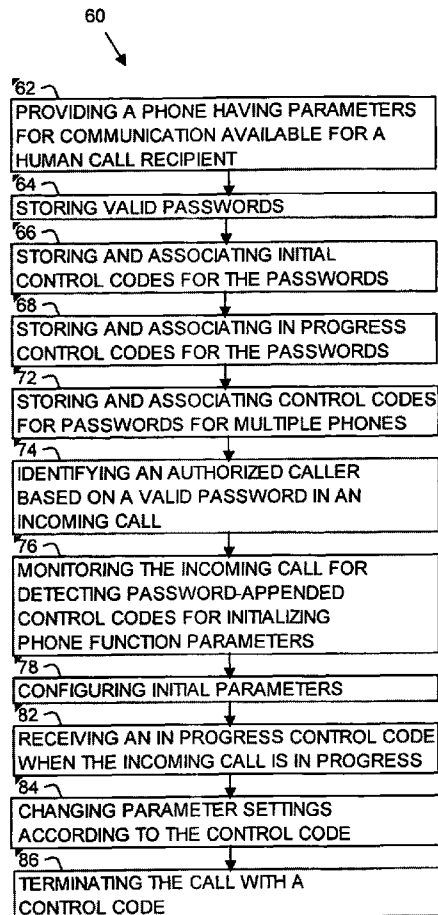 60
62
PROVIDING A PHONE HAVING PARAMETERS
FOR COMMUNICATION AVAILABLE FOR A
HUMAN CALL RECIPIENT
64
STORING VALID PASSWORDS
66
STORING AND ASSOCIATING INITIAL
CONTROL CODES FOR THE PASSWORDS
68
STORING AND ASSOCIATING IN PROGRESS
CONTROL CODES FOR THE PASSWORDS
72
STORING AND ASSOCIATING CONTROL CODES
FOR PASSWORDS FOR MULTIPLE PHONES
74
IDENTIFYING AN AUTHORIZED CALLER
BASED ON A VALID PASSWORD IN AN
INCOMING CALL
76
MONITORING THE INCOMING CALL FOR
DETECTING PASSWORD-APPENDED
CONTROL CODES FOR INITIALIZING
PHONE FUNCTION PARAMETERS
78
CONFIGURING INITIAL PARAMETERS
82
RECEIVING AN IN PROGRESS CONTROL CODE
WHEN THE INCOMING CALL IS IN PROGRESS
84
CHANGING PARAMETER SETTINGS
ACCORDING TO THE CONTROL CODE
86
TERMINATING THE CALL WITH A
CONTROL CODE